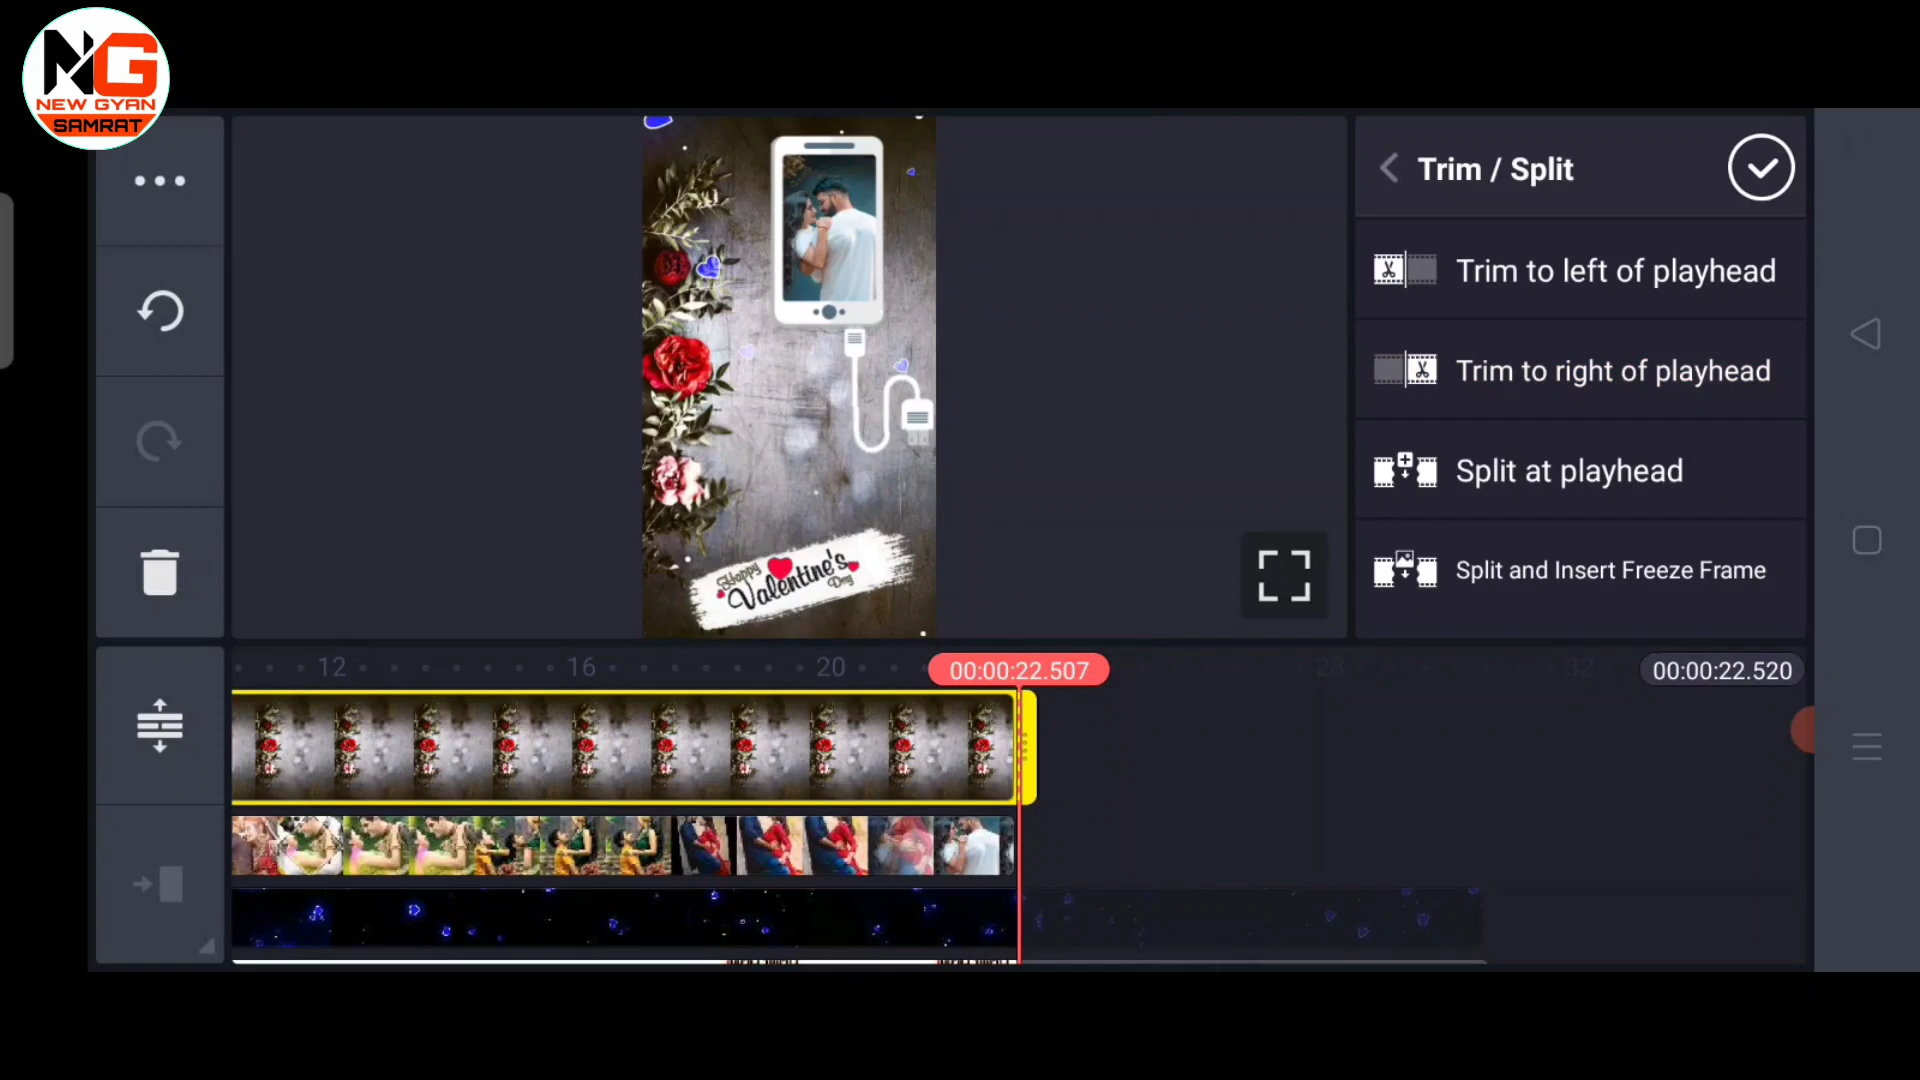 NG
NEW GYAN
SAMRAT
Trim / Split
Trim to left of playhead
Trim to right of playhead
Split at playhead
Split and Insert Freeze Frame
Happy
Valentine's
Day
12
16
20
00:00:22.507
28
32
00:00:22.520